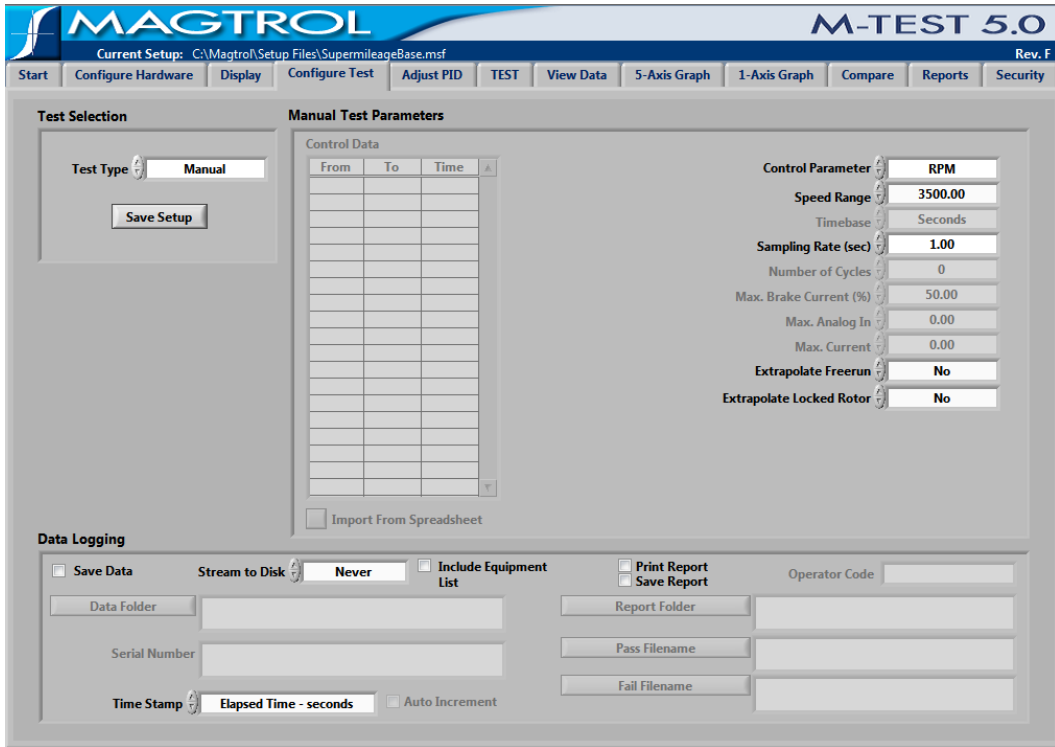 MAGTROL
M-TEST 5.0
Current Setup: C:\Magtrol\Setup Files\SupermileageBase.msf
Rev. F
Start Configure Hardware Display Configure Test Adjust PID TEST View Data 5-Axis Graph 1-Axis Graph Compare Reports Security
Test Selection
Test Type Manual
Save Setup
Manual Test Parameters
Control Data
From To Time
Import From Spreadsheet
Control Parameter RPM
Speed Range 3500.00
Timebase Seconds
Sampling Rate (sec) 1.00
Number of Cycles 0
Max. Brake Current (%) 50.00
Max. Analog In 0.00
Max. Current 0.00
Extrapolate Freerun No
Extrapolate Locked Rotor No
Data Logging
Save Data
Stream to Disk Never
Include Equipment
List
Print Report
Save Report
Operator Code
Data Folder
Report Folder
Serial Number
Pass Filename
Fail Filename
Time Stamp Elapsed Time - seconds
Auto Increment